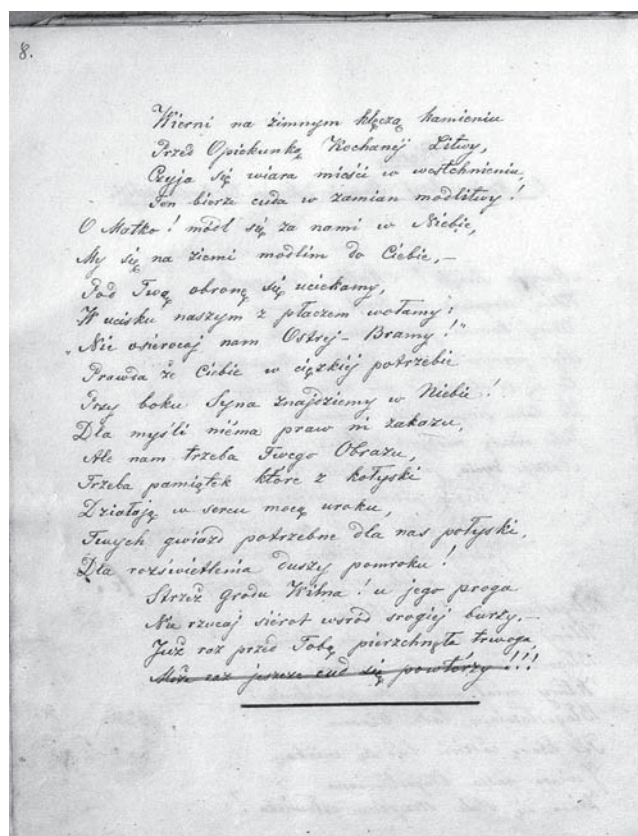 8.
Wierni na zimnym klęczą kamieniu
Przed Opiekunką Kochanéj Litwy,
Czyja się wiara mieści w westchnieniu,
Ten bierze cuda w zamian modlitwy!
O Matko! módl się za nami w Niebie,
My się na ziemi modlim do Ciebie,—
Pod Twą obronę się uciekamy,
W ucisku naszym z płaczem wołamy:
"Nie osierocaj nam Ostrej-Bramy!"
Prawda że Ciebie w ciężkiéj potrzebie
Przy boku Syna znajdziemy w Niebie!
Dla myśli niéma praw ni zakazu,
Ale nam trzeba Twego Obrazu,
Trzeba pamiątek które z kołyski
Działają w sercu mocą uroku,
Twych gwiazd potrzebne dla nas połyski,
Dla rozświetlenia duszy pomroku!
Strzeż grodu Wilna! u jego proga
Nie rzucaj siérot wśród srogiej burzy,—
Już raz przed Tobą pierzchnęła trwoga,
Może raz jeszcze cud się powtórzy!!!